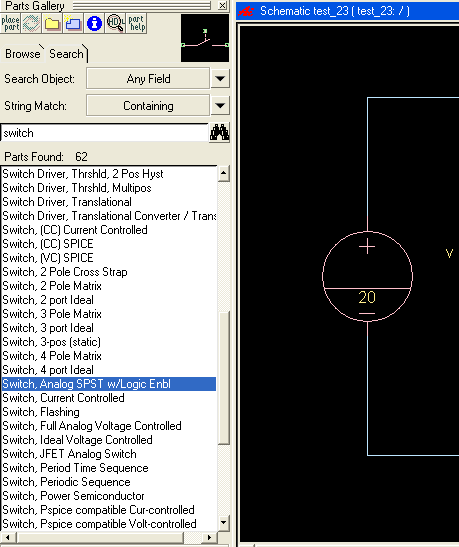 Parts Gallery
place part
part help
Browse Search
Search Object: Any Field
String Match: Containing
switch
Parts Found: 62
Switch Driver, Thrshld, 2 Pos Hyst
Switch Driver, Thrshld, Multipos
Switch Driver, Translational
Switch Driver, Translational Converter / Trans
Switch, (CC) Current Controlled
Switch, (CC) SPICE
Switch, (VC) SPICE
Switch, 2 Pole Cross Strap
Switch, 2 Pole Matrix
Switch, 2 port Ideal
Switch, 3 Pole Matrix
Switch, 3 port Ideal
Switch, 3-pos (static)
Switch, 4 Pole Matrix
Switch, 4 port Ideal
Switch, Analog SPST w/Logic Enbl
Switch, Current Controlled
Switch, Flashing
Switch, Full Analog Voltage Controlled
Switch, Ideal Voltage Controlled
Switch, JFET Analog Switch
Switch, Period Time Sequence
Switch, Periodic Sequence
Switch, Power Semiconductor
Switch, Pspice compatible Cur-controlled
Switch, Pspice compatible Volt-controlled
Schematic test_23 ( test_23: / )
+
20
–
v